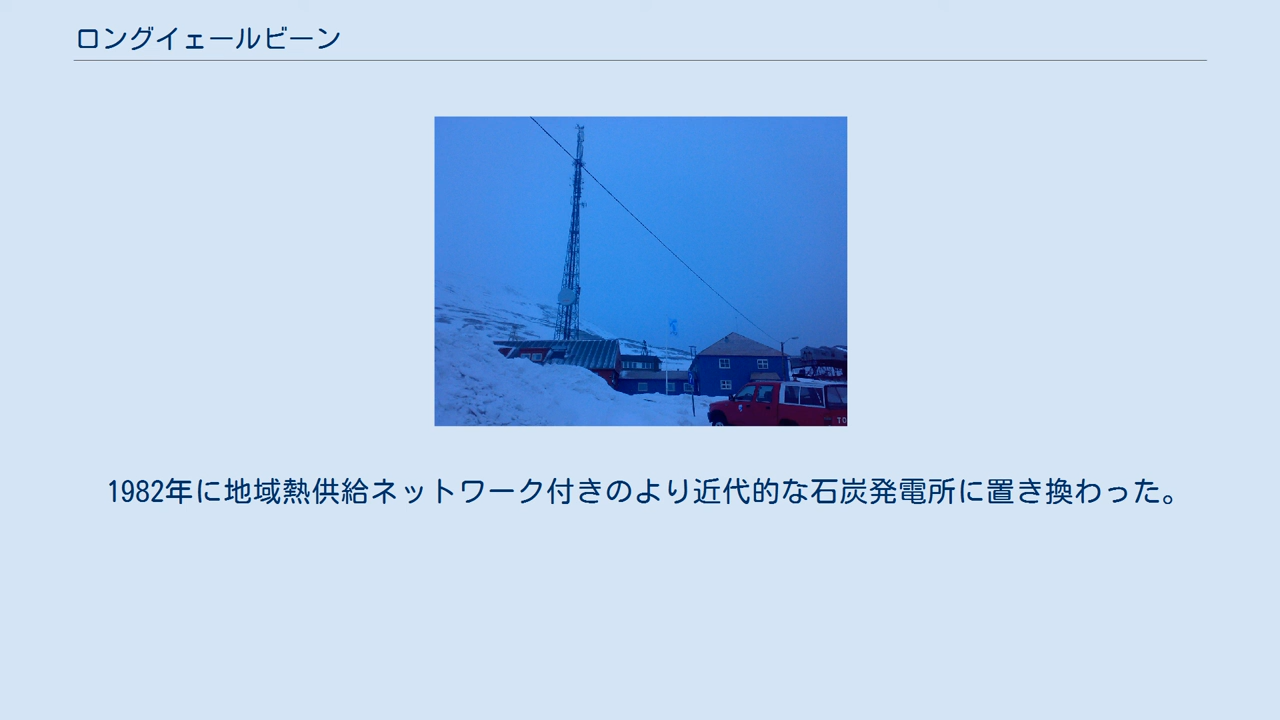 ロングイェールビーン
1982年に地域熱供給ネットワーク付きのより近代的な石炭発電所に置き換わった。